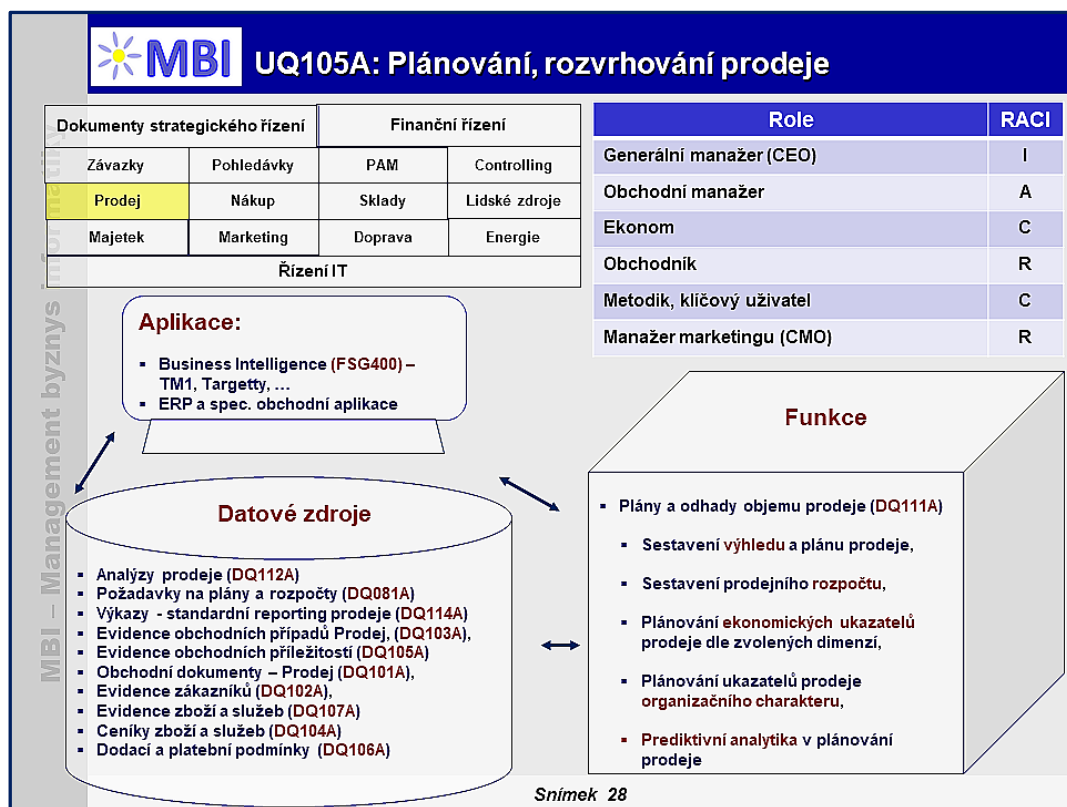 MBI
UQ105A: Plánování, rozvrhování prodeje
MBI – Management byznys informatiky
Dokumenty strategického řízení Finanční řízení
Závazky Pohledávky PAM Controlling
Prodej Nákup Sklady Lidské zdroje
Majetek Marketing Doprava Energie
Řízení IT
Role RACI
Generální manažer (CEO) I
Obchodní manažer A
Ekonom C
Obchodník R
Metodik, klíčový uživatel C
Manažer marketingu (CMO) R
Aplikace:
▪ Business Intelligence (FSG400) –
TM1, Targetty, …
▪ ERP a spec. obchodní aplikace
Datové zdroje
▪ Analýzy prodeje (DQ112A)
▪ Požadavky na plány a rozpočty (DQ081A)
▪ Výkazy - standardní reporting prodeje (DQ114A)
▪ Evidence obchodních případů Prodej, (DQ103A),
▪ Evidence obchodních příležitostí (DQ105A)
▪ Obchodní dokumenty – Prodej (DQ101A),
▪ Evidence zákazníků (DQ102A),
▪ Evidence zboží a služeb (DQ107A)
▪ Ceníky zboží a služeb (DQ104A)
▪ Dodací a platební podmínky (DQ106A)
Funkce
▪ Plány a odhady objemu prodeje (DQ111A)
▪ Sestavení výhledu a plánu prodeje,
▪ Sestavení prodejního rozpočtu,
▪ Plánování ekonomických ukazatelů
prodeje dle zvolených dimenzí,
▪ Plánování ukazatelů prodeje
organizačního charakteru,
▪ Prediktivní analytika v plánování
prodeje
Snímek 28